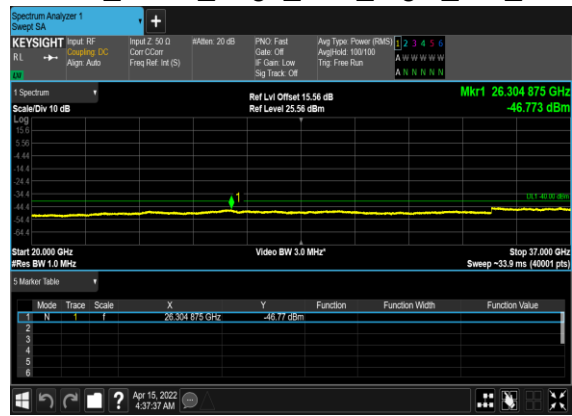 Spectrum Analyzer 1
Swept SA
KEYSIGHT Input: RF Input Z: 50 Ω #Atten: 20 dB PNO: Fast Avg Type: Power (RMS) 1 2 3 4 5 6
RL Coupling: DC Corr CCorr Gate: Off Avg|Hold: 100/100 A W W W W W
Align: Auto Freq Ref: Int (S) IF Gain: Low Trig: Free Run
LW Sig Track: Off A N N N N N
1 Spectrum Ref Lvl Offset 15.56 dB Mkr1 26.304 875 GHz
Scale/Div 10 dB Ref Level 25.56 dBm -46.773 dBm
Log
15.6
5.56
-4.44
-14.4
-24.4
-34.4
-44.4
-54.4
-64.4
1
Start 20.000 GHz Video BW 3.0 MHz* Stop 37.000 GHz
#Res BW 1.0 MHz Sweep ~33.9 ms (40001 pts)
5 Marker Table
Mode Trace Scale X Y Function Function Width Function Value
1 N 1 f 26.304 875 GHz -46.77 dBm
2
3
4
5
6
? Apr 15, 2022
4:37:37 AM